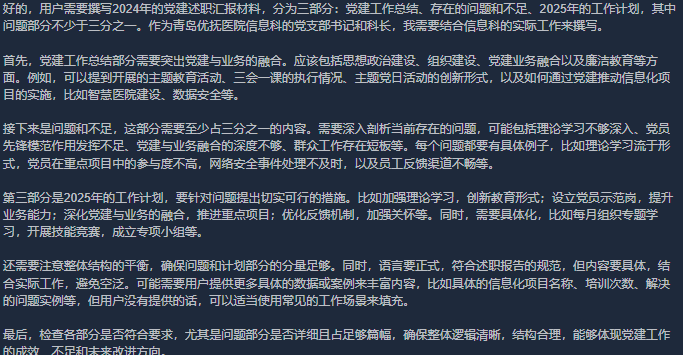 好的，用户需要撰写2024年的党建述职汇报材料，分为三部分：党建工作总结、存在的问题和不足、2025年的工作计划，其中
问题部分不少于三分之一。作为青岛优抚医院信息科的党支部书记和科长，我需要结合信息科的实际工作来撰写。
首先，党建工作总结部分需要突出党建与业务的融合。应该包括思想政治建设、组织建设、党建业务融合以及廉洁教育等方
面。例如，可以提到开展的主题教育活动、三会一课的执行情况、主题党日活动的创新形式，以及如何通过党建推动信息化项
目的实施，比如智慧医院建设、数据安全等。
接下来是问题和不足，这部分需要至少占三分之一的内容。需要深入剖析当前存在的问题，可能包括理论学习不够深入、党员
先锋模范作用发挥不足、党建与业务融合的深度不够、群众工作存在短板等。每个问题都要有具体例子，比如理论学习流于形
式，党员在重点项目中的参与度不高，网络安全事件处理不及时，以及员工反馈渠道不畅等。
第三部分是2025年的工作计划，要针对问题提出切实可行的措施。比如加强理论学习，创新教育形式；设立党员示范岗，提升
业务能力；深化党建与业务的融合，推进重点项目；优化反馈机制，加强关怀等。同时，需要具体化，比如每月组织专题学
习，开展技能竞赛，成立专项小组等。
还需要注意整体结构的平衡，确保问题和计划部分的分量足够。同时，语言要正式，符合述职报告的规范，但内容要具体，结
合实际工作，避免空泛。可能需要用户提供更多具体的数据或案例来丰富内容，比如具体的信息化项目名称、培训次数、解决
的问题实例等，但用户没有提供的话，可以适当使用常见的工作场景来填充。
最后，检查各部分是否符合要求，尤其是问题部分是否详细且占足够篇幅，确保整体逻辑清晰，结构合理，能够体现党建工作
的成效、不足和未来改进方向。